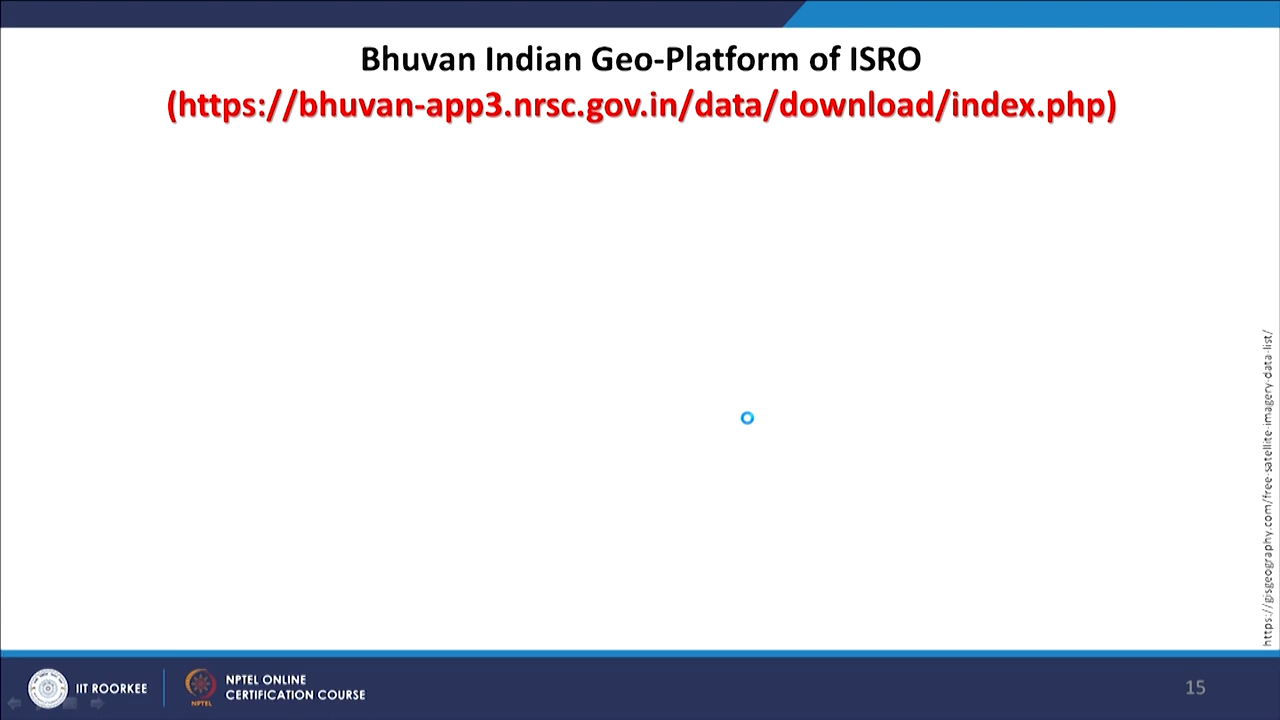 Bhuvan Indian Geo-Platform of ISRO
(https://bhuvan-app3.nrsc.gov.in/data/download/index.php)
https://gisgeography.com/free-satellite-imagery-data-list/
IIT ROORKEE
NPTEL
NPTEL ONLINE
CERTIFICATION COURSE
15